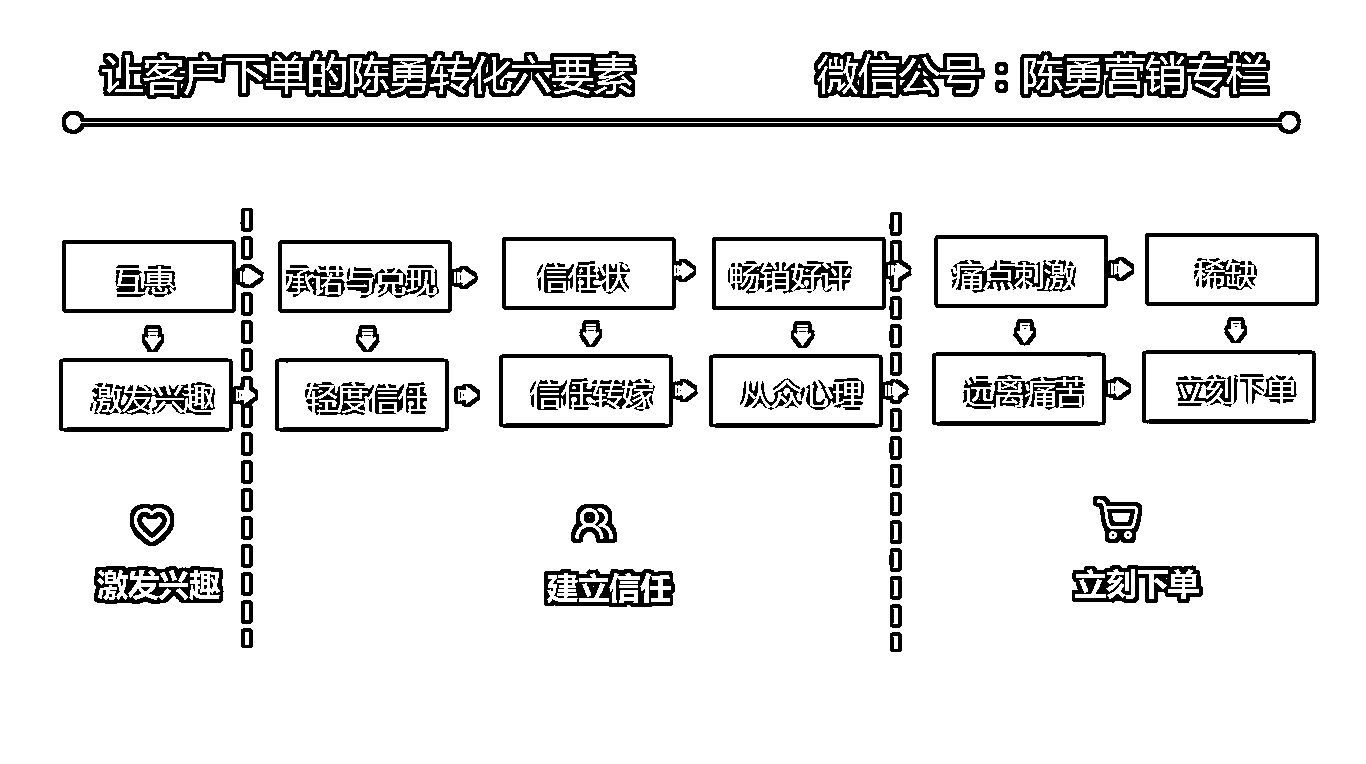 让客户下单的陈勇转化六要素 微信公号：陈勇营销专栏
互惠 承诺与兑现 信任状 畅销好评 痛点刺激 稀缺
激发兴趣 轻度信任 信任转嫁 从众心理 远离痛苦 立刻下单
激发兴趣 建立信任 立刻下单